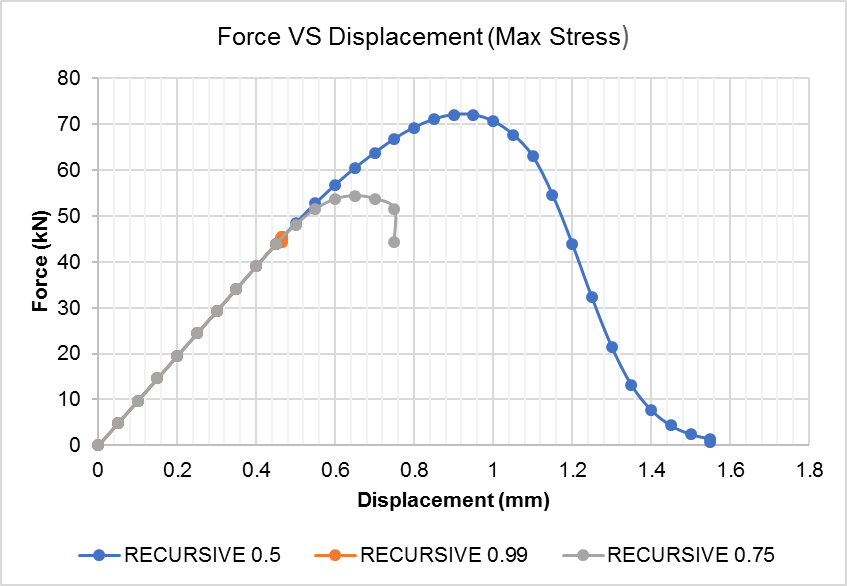 Force VS Displacement (Max Stress)
80
70
60
50
40
30
20
10
0
Force (kN)
0 0.2 0.4 0.6 0.8 1 1.2 1.4 1.6 1.8
Displacement (mm)
RECURSIVE 0.5 RECURSIVE 0.99 RECURSIVE 0.75